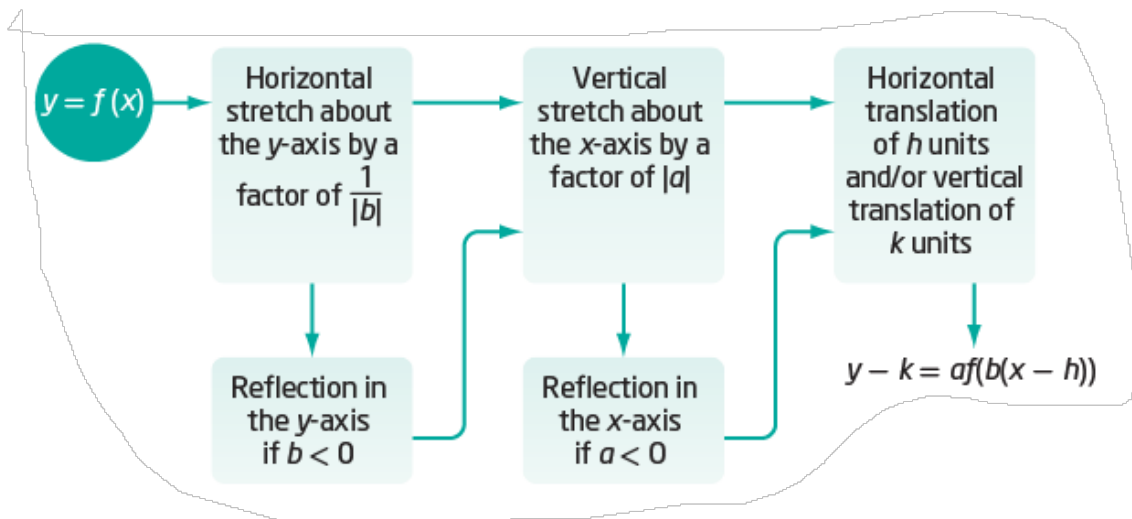 y = f(x)
Horizontal
stretch about
the y-axis by a
factor of 1/|b|
Vertical
stretch about
the x-axis by a
factor of |a|
Horizontal
translation
of h units
and/or vertical
translation of
k units
Reflection in
the y-axis
if b < 0
Reflection in
the x-axis
if a < 0
y – k = af(b(x – h))